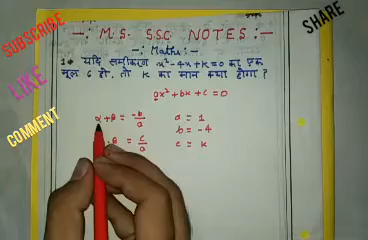 SHARE
SUBSCRIBE
LIKE
COMMENT
-: M.S. SSC NOTES :-
-: Maths :-
1● यदि समीकरण x²-4x+k=0 का एक
मूल 6 हो, तो K का मान क्या होगा ?
ax² + bx + c = 0
α + β = -b/a
a = 1
b = -4
β = c/a
c = k